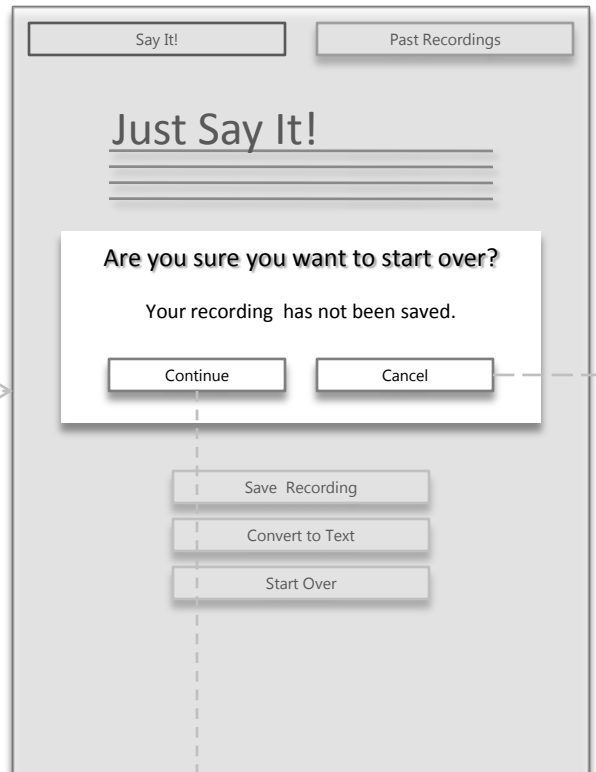 Say It!
Past Recordings
Just Say It!
Are you sure you want to start over?
Your recording has not been saved.
Continue
Cancel
Save Recording
Convert to Text
Start Over